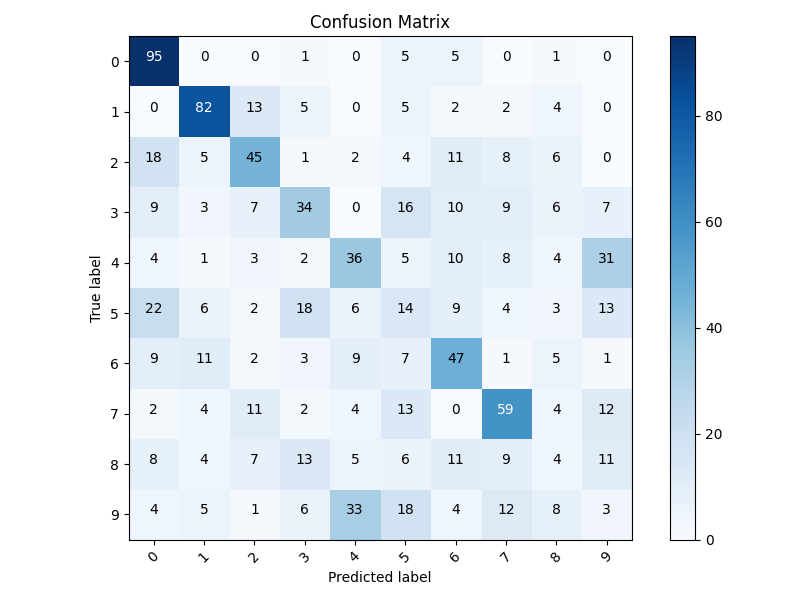 Confusion Matrix
True label
0 95 0 0 1 0 5 5 0 1 0
1 0 82 13 5 0 5 2 2 4 0
2 18 5 45 1 2 4 11 8 6 0
3 9 3 7 34 0 16 10 9 6 7
4 4 1 3 2 36 5 10 8 4 31
5 22 6 2 18 6 14 9 4 3 13
6 9 11 2 3 9 7 47 1 5 1
7 2 4 11 2 4 13 0 59 4 12
8 8 4 7 13 5 6 11 9 4 11
9 4 5 1 6 33 18 4 12 8 3
0 1 2 3 4 5 6 7 8 9
Predicted label
80
60
40
20
0